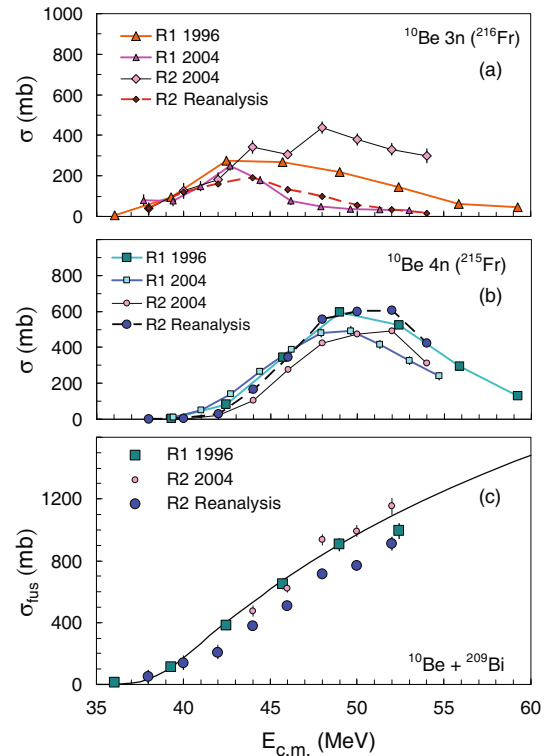 1000
800
600
400
200
0
σ (mb)
R1 1996
R1 2004
R2 2004
R2 Reanalysis
¹⁰Be 3n (²¹⁶Fr)
(a)
800
600
400
200
0
σ (mb)
R1 1996
R1 2004
R2 2004
R2 Reanalysis
¹⁰Be 4n (²¹⁵Fr)
(b)
1200
800
400
0
σfus (mb)
R1 1996
R2 2004
R2 Reanalysis
(c)
¹⁰Be + ²⁰⁹Bi
35 40 45 50 55 60
Ec.m. (MeV)